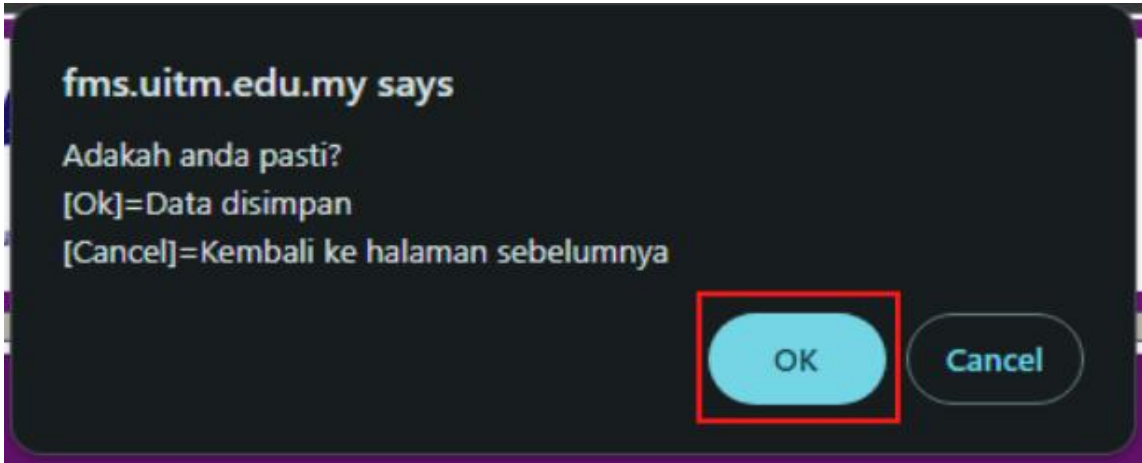 fms.uitm.edu.my says
Adakah anda pasti?
[Ok]=Data disimpan
[Cancel]=Kembali ke halaman sebelumnya
OK Cancel